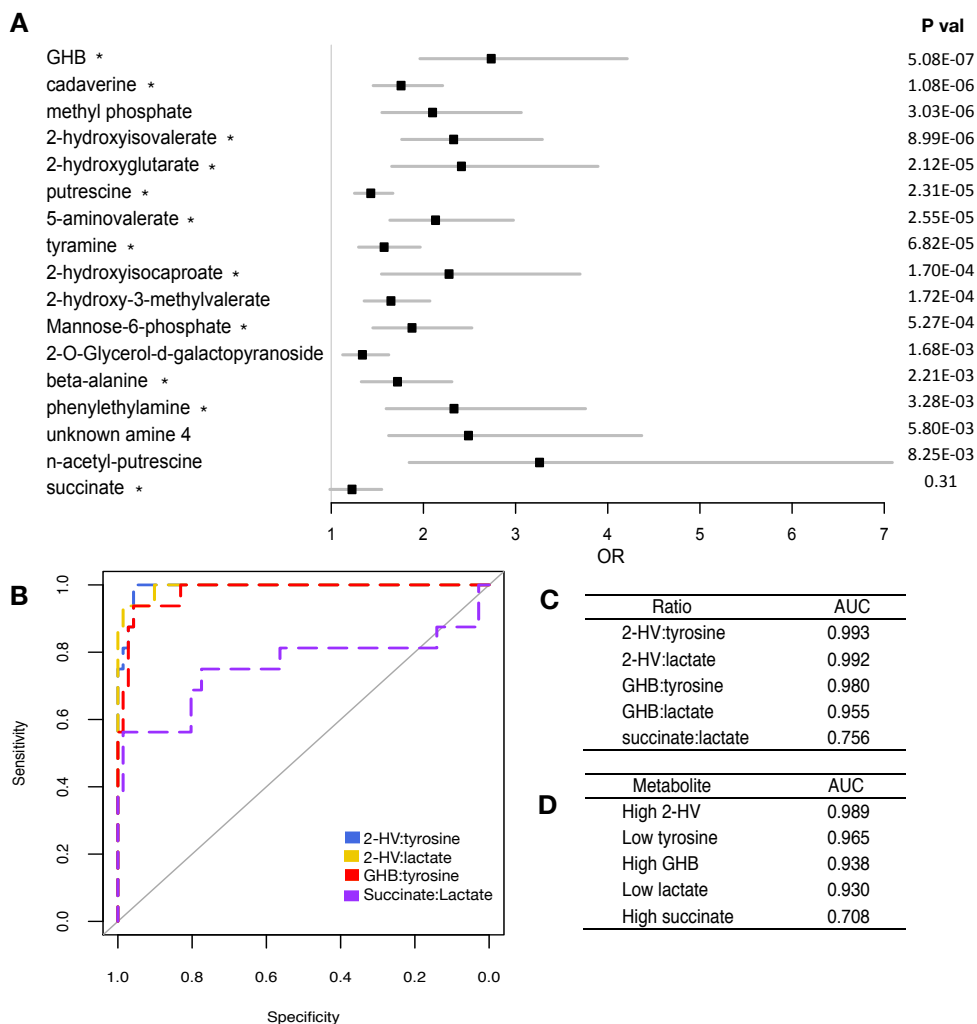 A
P val
GHB * 5.08E-07
cadaverine * 1.08E-06
methyl phosphate 3.03E-06
2-hydroxyisovalerate * 8.99E-06
2-hydroxyglutarate * 2.12E-05
putrescine * 2.31E-05
5-aminovalerate * 2.55E-05
tyramine * 6.82E-05
2-hydroxyisocaproate * 1.70E-04
2-hydroxy-3-methylvalerate 1.72E-04
Mannose-6-phosphate * 5.27E-04
2-O-Glycerol-d-galactopyranoside 1.68E-03
beta-alanine * 2.21E-03
phenylethylamine * 3.28E-03
unknown amine 4 5.80E-03
n-acetyl-putrescine 8.25E-03
succinate * 0.31
1 2 3 4 5 6 7
OR
B
Sensitivity
1.0
0.8
0.6
0.4
0.2
0.0
2-HV:tyrosine
2-HV:lactate
GHB:tyrosine
Succinate:Lactate
1.0 0.8 0.6 0.4 0.2 0.0
Specificity
C
Ratio AUC
2-HV:tyrosine 0.993
2-HV:lactate 0.992
GHB:tyrosine 0.980
GHB:lactate 0.955
succinate:lactate 0.756
D
Metabolite AUC
High 2-HV 0.989
Low tyrosine 0.965
High GHB 0.938
Low lactate 0.930
High succinate 0.708